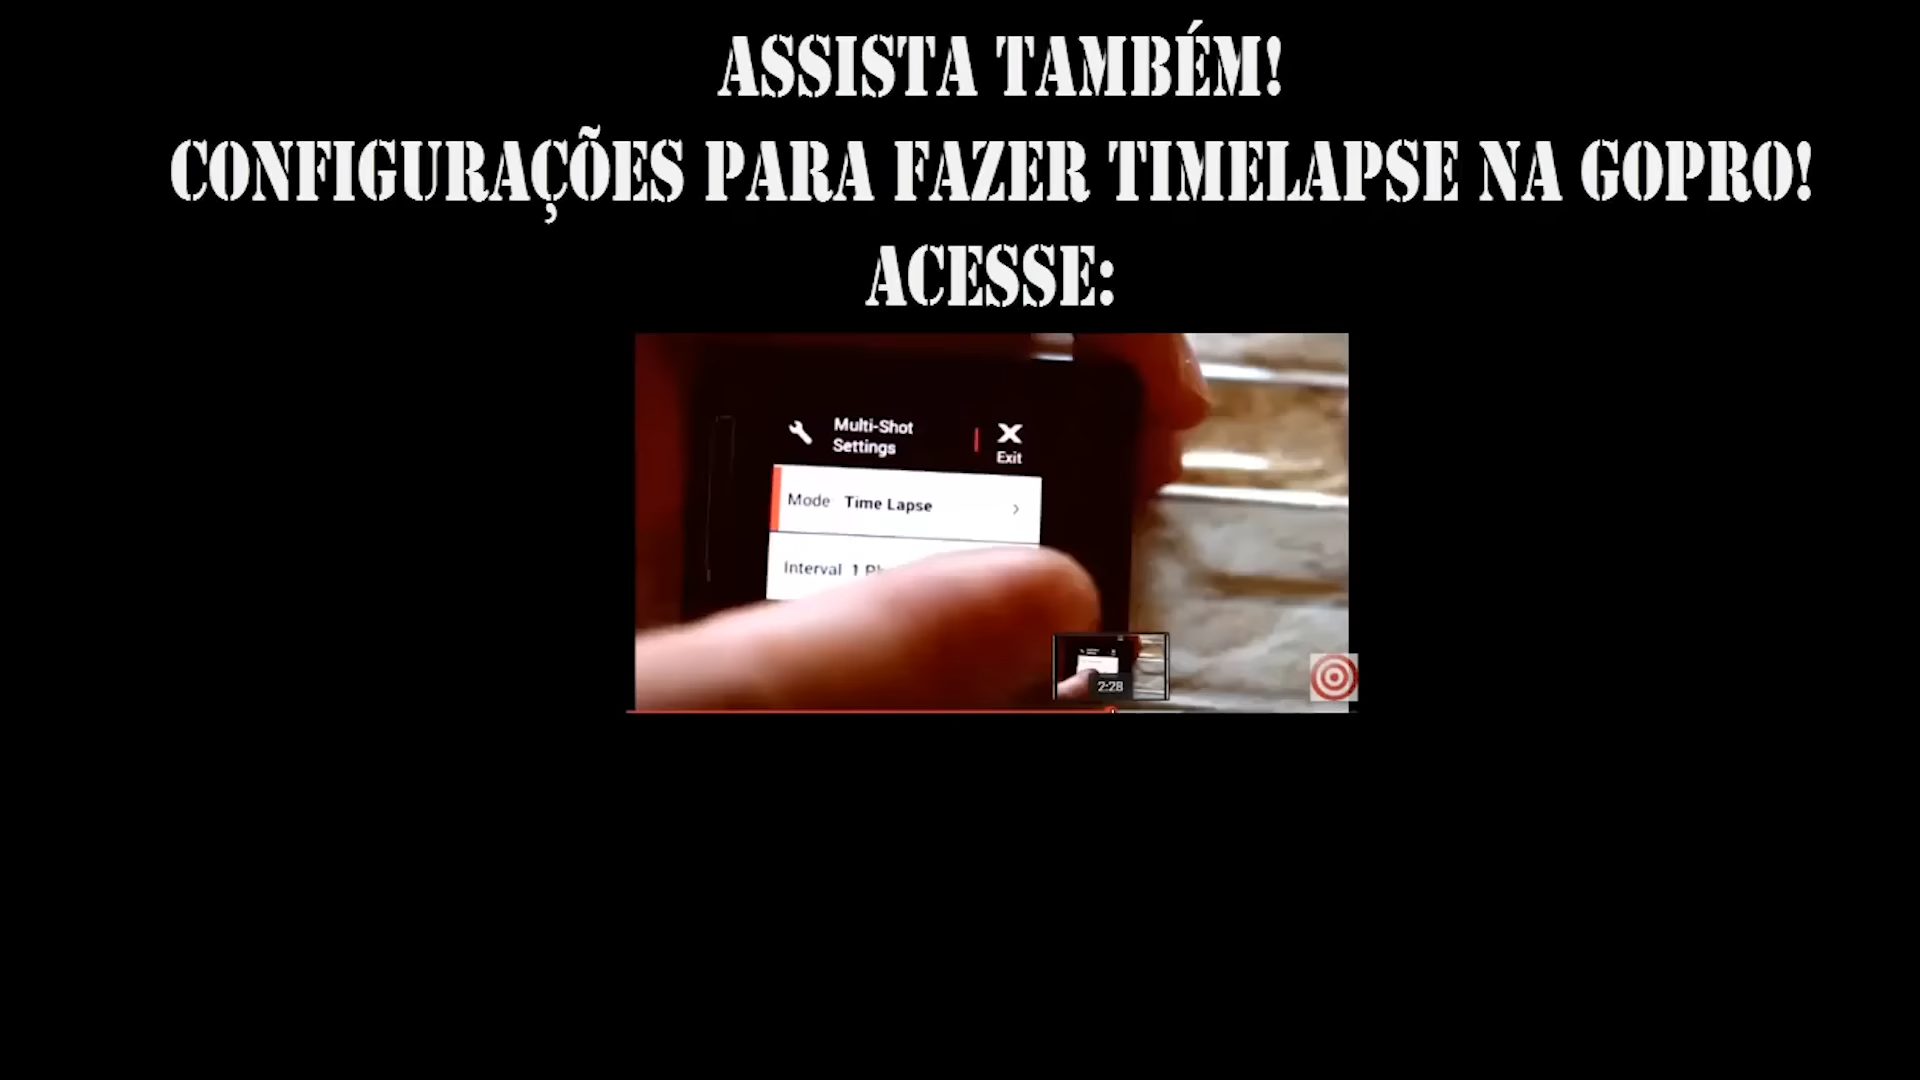 ASSISTA TAMBÉM!
CONFIGURAÇÕES PARA FAZER TIMELAPSE NA GOPRO!
ACESSE:
Multi-Shot
Settings
Exit
Mode Time Lapse
Interval 1
2:28